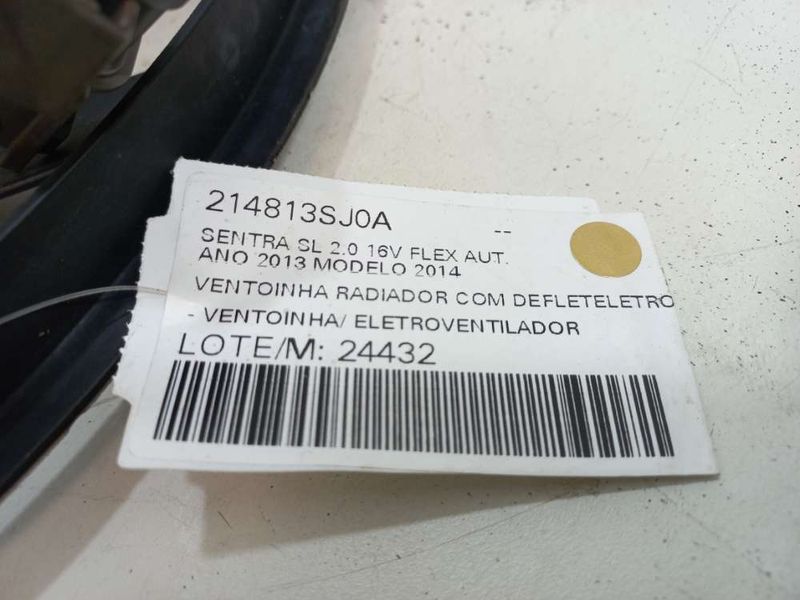 214813SJ0A --
SENTRA SL 2.0 16V FLEX AUT.
ANO 2013 MODELO 2014
VENTOINHA RADIADOR COM DEFLETELETRO
- VENTOINHA/ ELETROVENTILADOR
LOTE/M: 24432